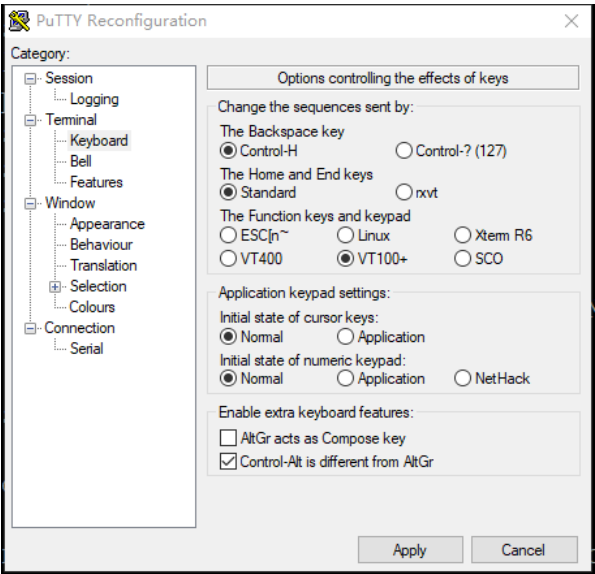 PuTTY Reconfiguration
Category:
Session
Logging
Terminal
Keyboard
Bell
Features
Window
Appearance
Behaviour
Translation
Selection
Colours
Connection
Serial
Options controlling the effects of keys
Change the sequences sent by:
The Backspace key
Control-H Control-? (127)
The Home and End keys
Standard rxvt
The Function keys and keypad
ESC[n~ Linux Xterm R6
VT400 VT100+ SCO
Application keypad settings:
Initial state of cursor keys:
Normal Application
Initial state of numeric keypad:
Normal Application NetHack
Enable extra keyboard features:
AltGr acts as Compose key
Control-Alt is different from AltGr
Apply Cancel